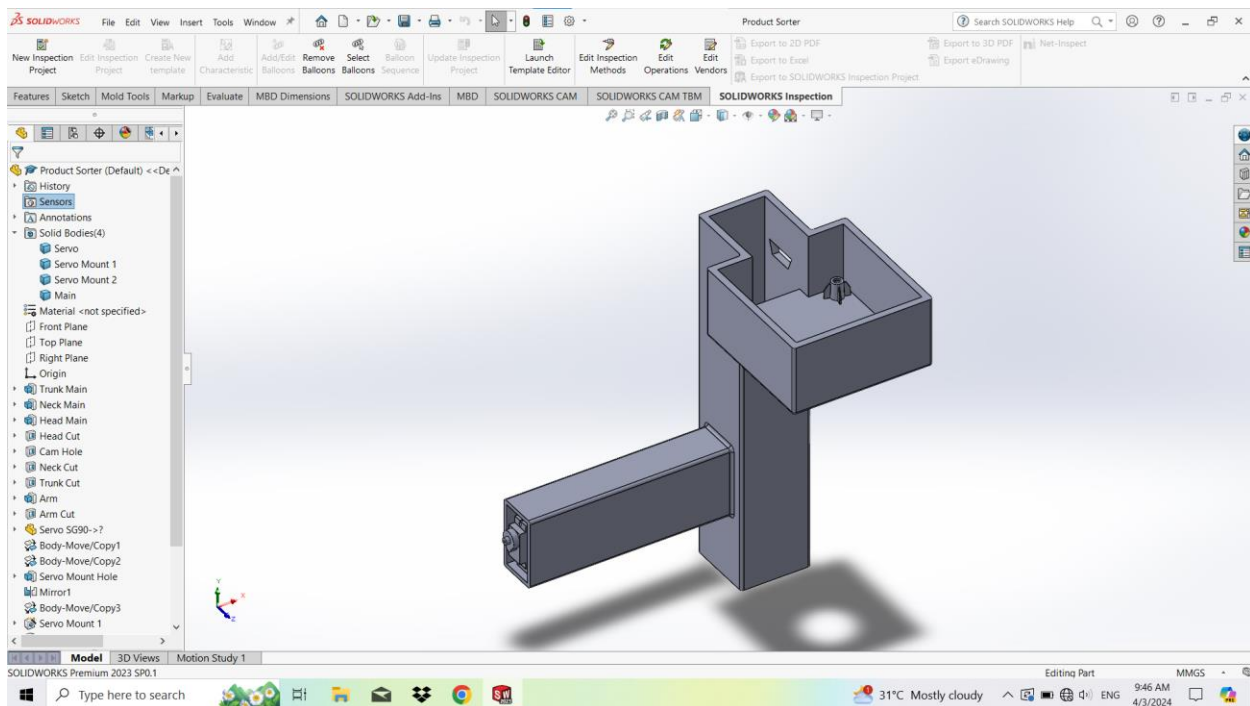 SOLIDWORKS File Edit View Insert Tools Window Product Sorter Search SOLIDWORKS Help
New Inspection Project
Edit Inspection Project
Create New template
Add Characteristic
Add/Edit Balloons
Remove Balloons
Select Balloons
Balloon Sequence
Update Inspection Project
Launch Template Editor
Edit Inspection Methods
Edit Operations
Edit Vendors
Export to 2D PDF
Export to Excel
Export to SOLIDWORKS Inspection Project
Export to 3D PDF
Export eDrawing
Net-Inspect
Features Sketch Mold Tools Markup Evaluate MBD Dimensions SOLIDWORKS Add-Ins MBD SOLIDWORKS CAM SOLIDWORKS CAM TBM SOLIDWORKS Inspection
Product Sorter (Default) <<De
History
Sensors
Annotations
Solid Bodies(4)
Servo
Servo Mount 1
Servo Mount 2
Main
Material <not specified>
Front Plane
Top Plane
Right Plane
Origin
Trunk Main
Neck Main
Head Main
Head Cut
Cam Hole
Neck Cut
Trunk Cut
Arm
Arm Cut
Servo SG90->?
Body-Move/Copy1
Body-Move/Copy2
Servo Mount Hole
Mirror1
Body-Move/Copy3
Servo Mount 1
Y
X
Z
Model 3D Views Motion Study 1
SOLIDWORKS Premium 2023 SP0.1 Editing Part MMGS
Type here to search 31°C Mostly cloudy ENG 9:46 AM
4/3/2024